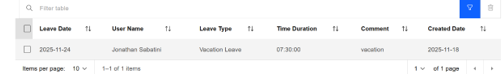 Filter table
Leave Date User Name Leave Type Time Duration Comment Created Date
2025-11-24 Jonathan Sabatini Vacation Leave 07:30:00 vacation 2025-11-18
Items per page: 10 1–1 of 1 items 1 of 1 page